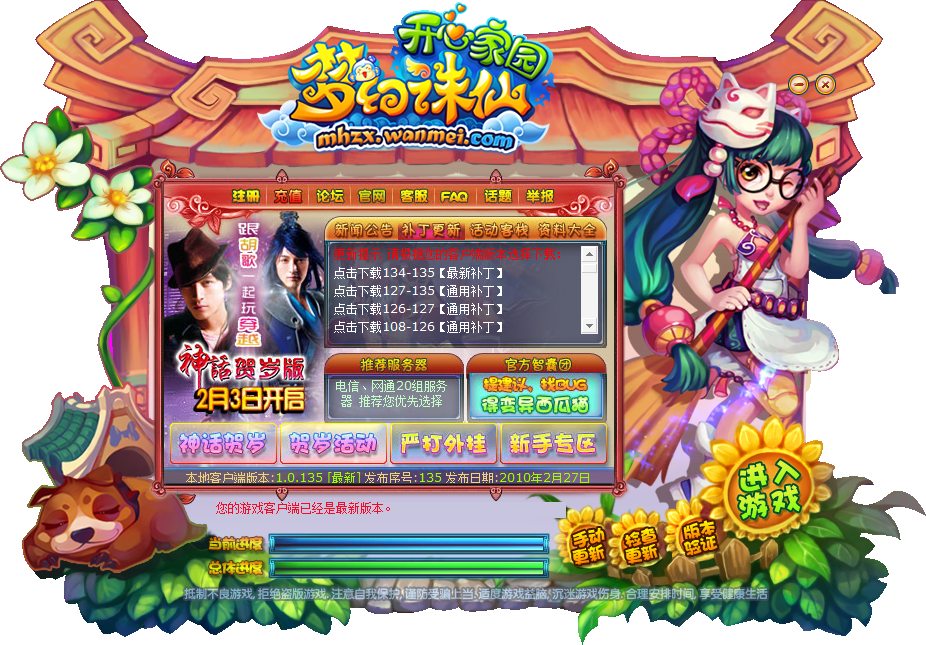 开心家园
梦幻诛仙
mhzx.wanmei.com
注册 充值 论坛 官网 客服 FAQ 话题 举报
跟胡歌一起玩穿越
神话贺岁版
2月3日开启
新闻公告 补丁更新 活动客栈 资料大全
点击下载134-135【最新补丁】
点击下载127-135【通用补丁】
点击下载126-127【通用补丁】
点击下载108-126【通用补丁】
推荐服务器 官方智囊团
电信、网通20组服务
器 推荐您优先选择
提建议，找BUG
得变异西瓜猫
神话贺岁 贺岁活动 严打外挂 新手专区
本地客户端版本:1.0.135 [最新] 发布序号:135 发布日期:2010年2月27日
您的游戏客户端已经是最新版本。
当前进度
总体进度
手动更新
检查更新
版本验证
进入游戏
抵制不良游戏, 拒绝盗版游戏, 注意自我保护, 谨防受骗上当, 适度游戏益脑, 沉迷游戏伤身, 合理安排时间, 享受健康生活